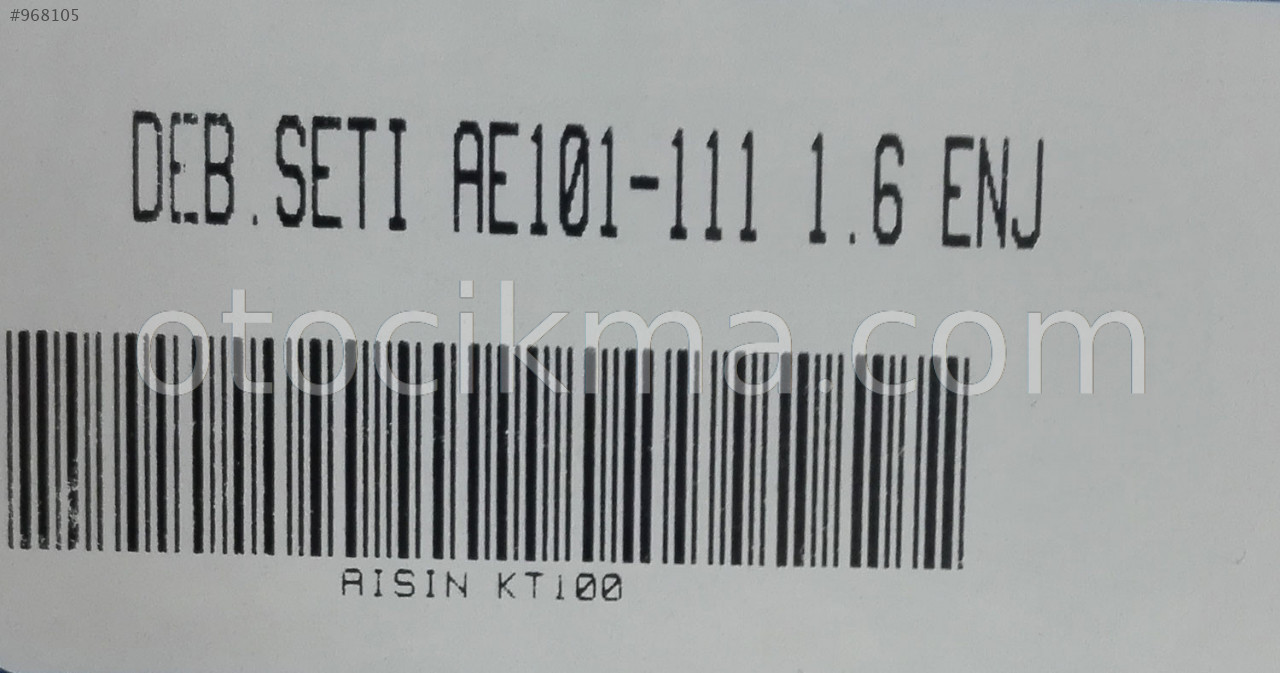 #968105
DEB.SETI AE101-111 1.6 ENJ
otocikma.com
AISIN KT100